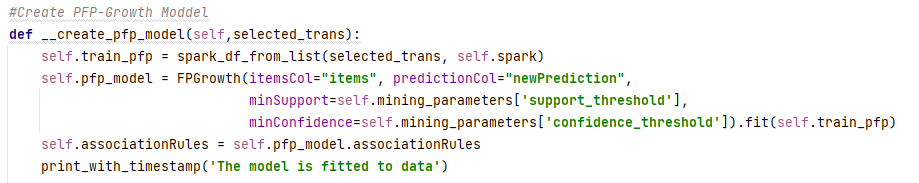 #Create PFP-Growth Moddel
def __create_pfp_model(self,selected_trans):
    self.train_pfp = spark_df_from_list(selected_trans, self.spark)
    self.pfp_model = FPGrowth(itemsCol="items", predictionCol="newPrediction",
                              minSupport=self.mining_parameters['support_threshold'],
                              minConfidence=self.mining_parameters['confidence_threshold']).fit(self.train_pfp)
    self.associationRules = self.pfp_model.associationRules
    print_with_timestamp('The model is fitted to data')